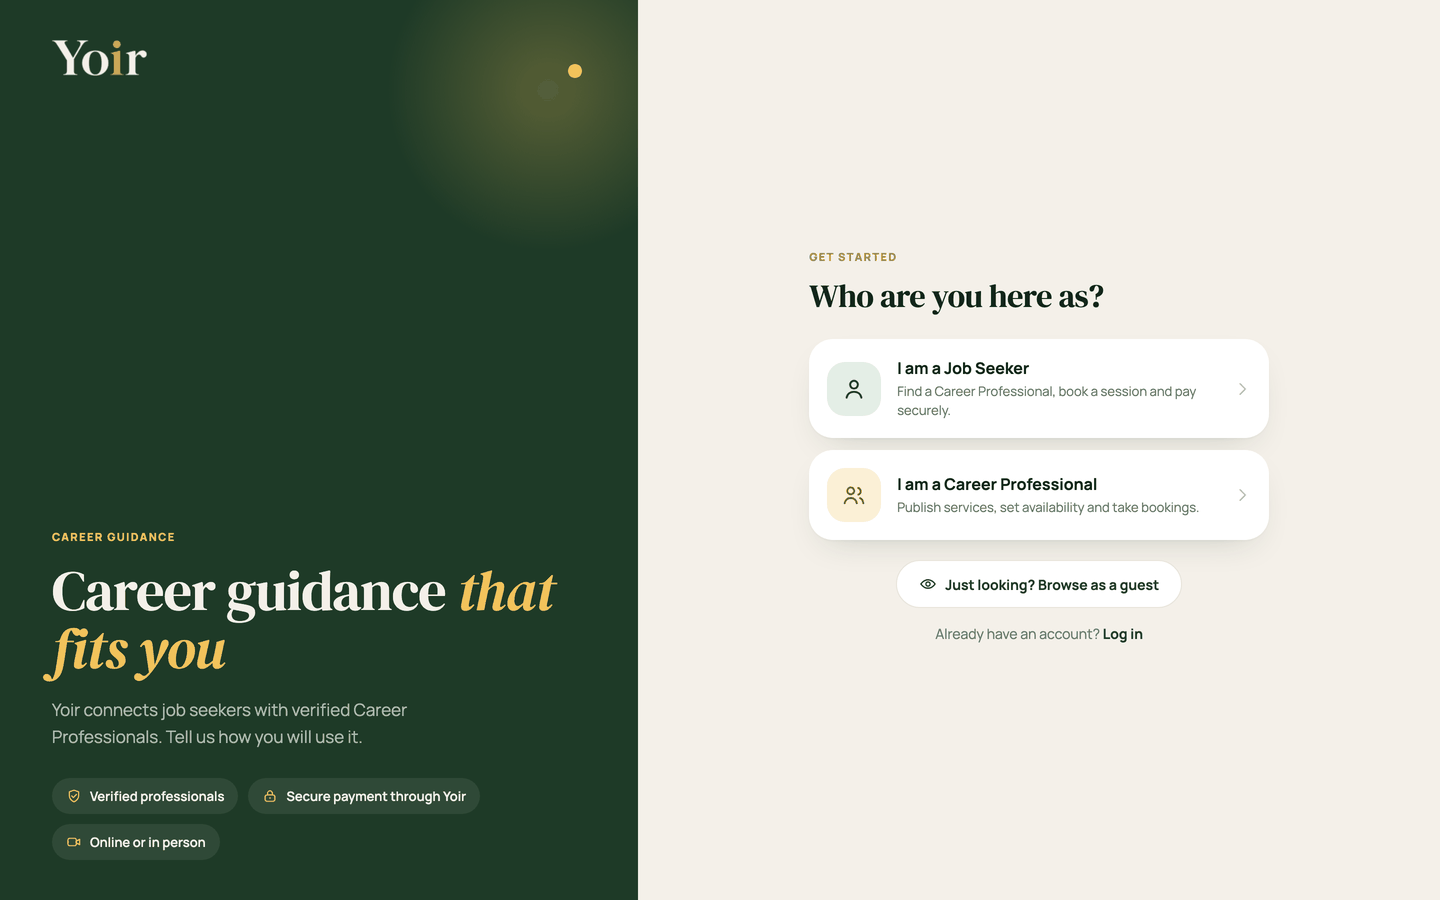 Yoir
CAREER GUIDANCE
Career guidance that
fits you
Yoir connects job seekers with verified Career
Professionals. Tell us how you will use it.
Verified professionals
Secure payment through Yoir
Online or in person
GET STARTED
Who are you here as?
I am a Job Seeker
Find a Career Professional, book a session and pay
securely.
I am a Career Professional
Publish services, set availability and take bookings.
Just looking? Browse as a guest
Already have an account? Log in